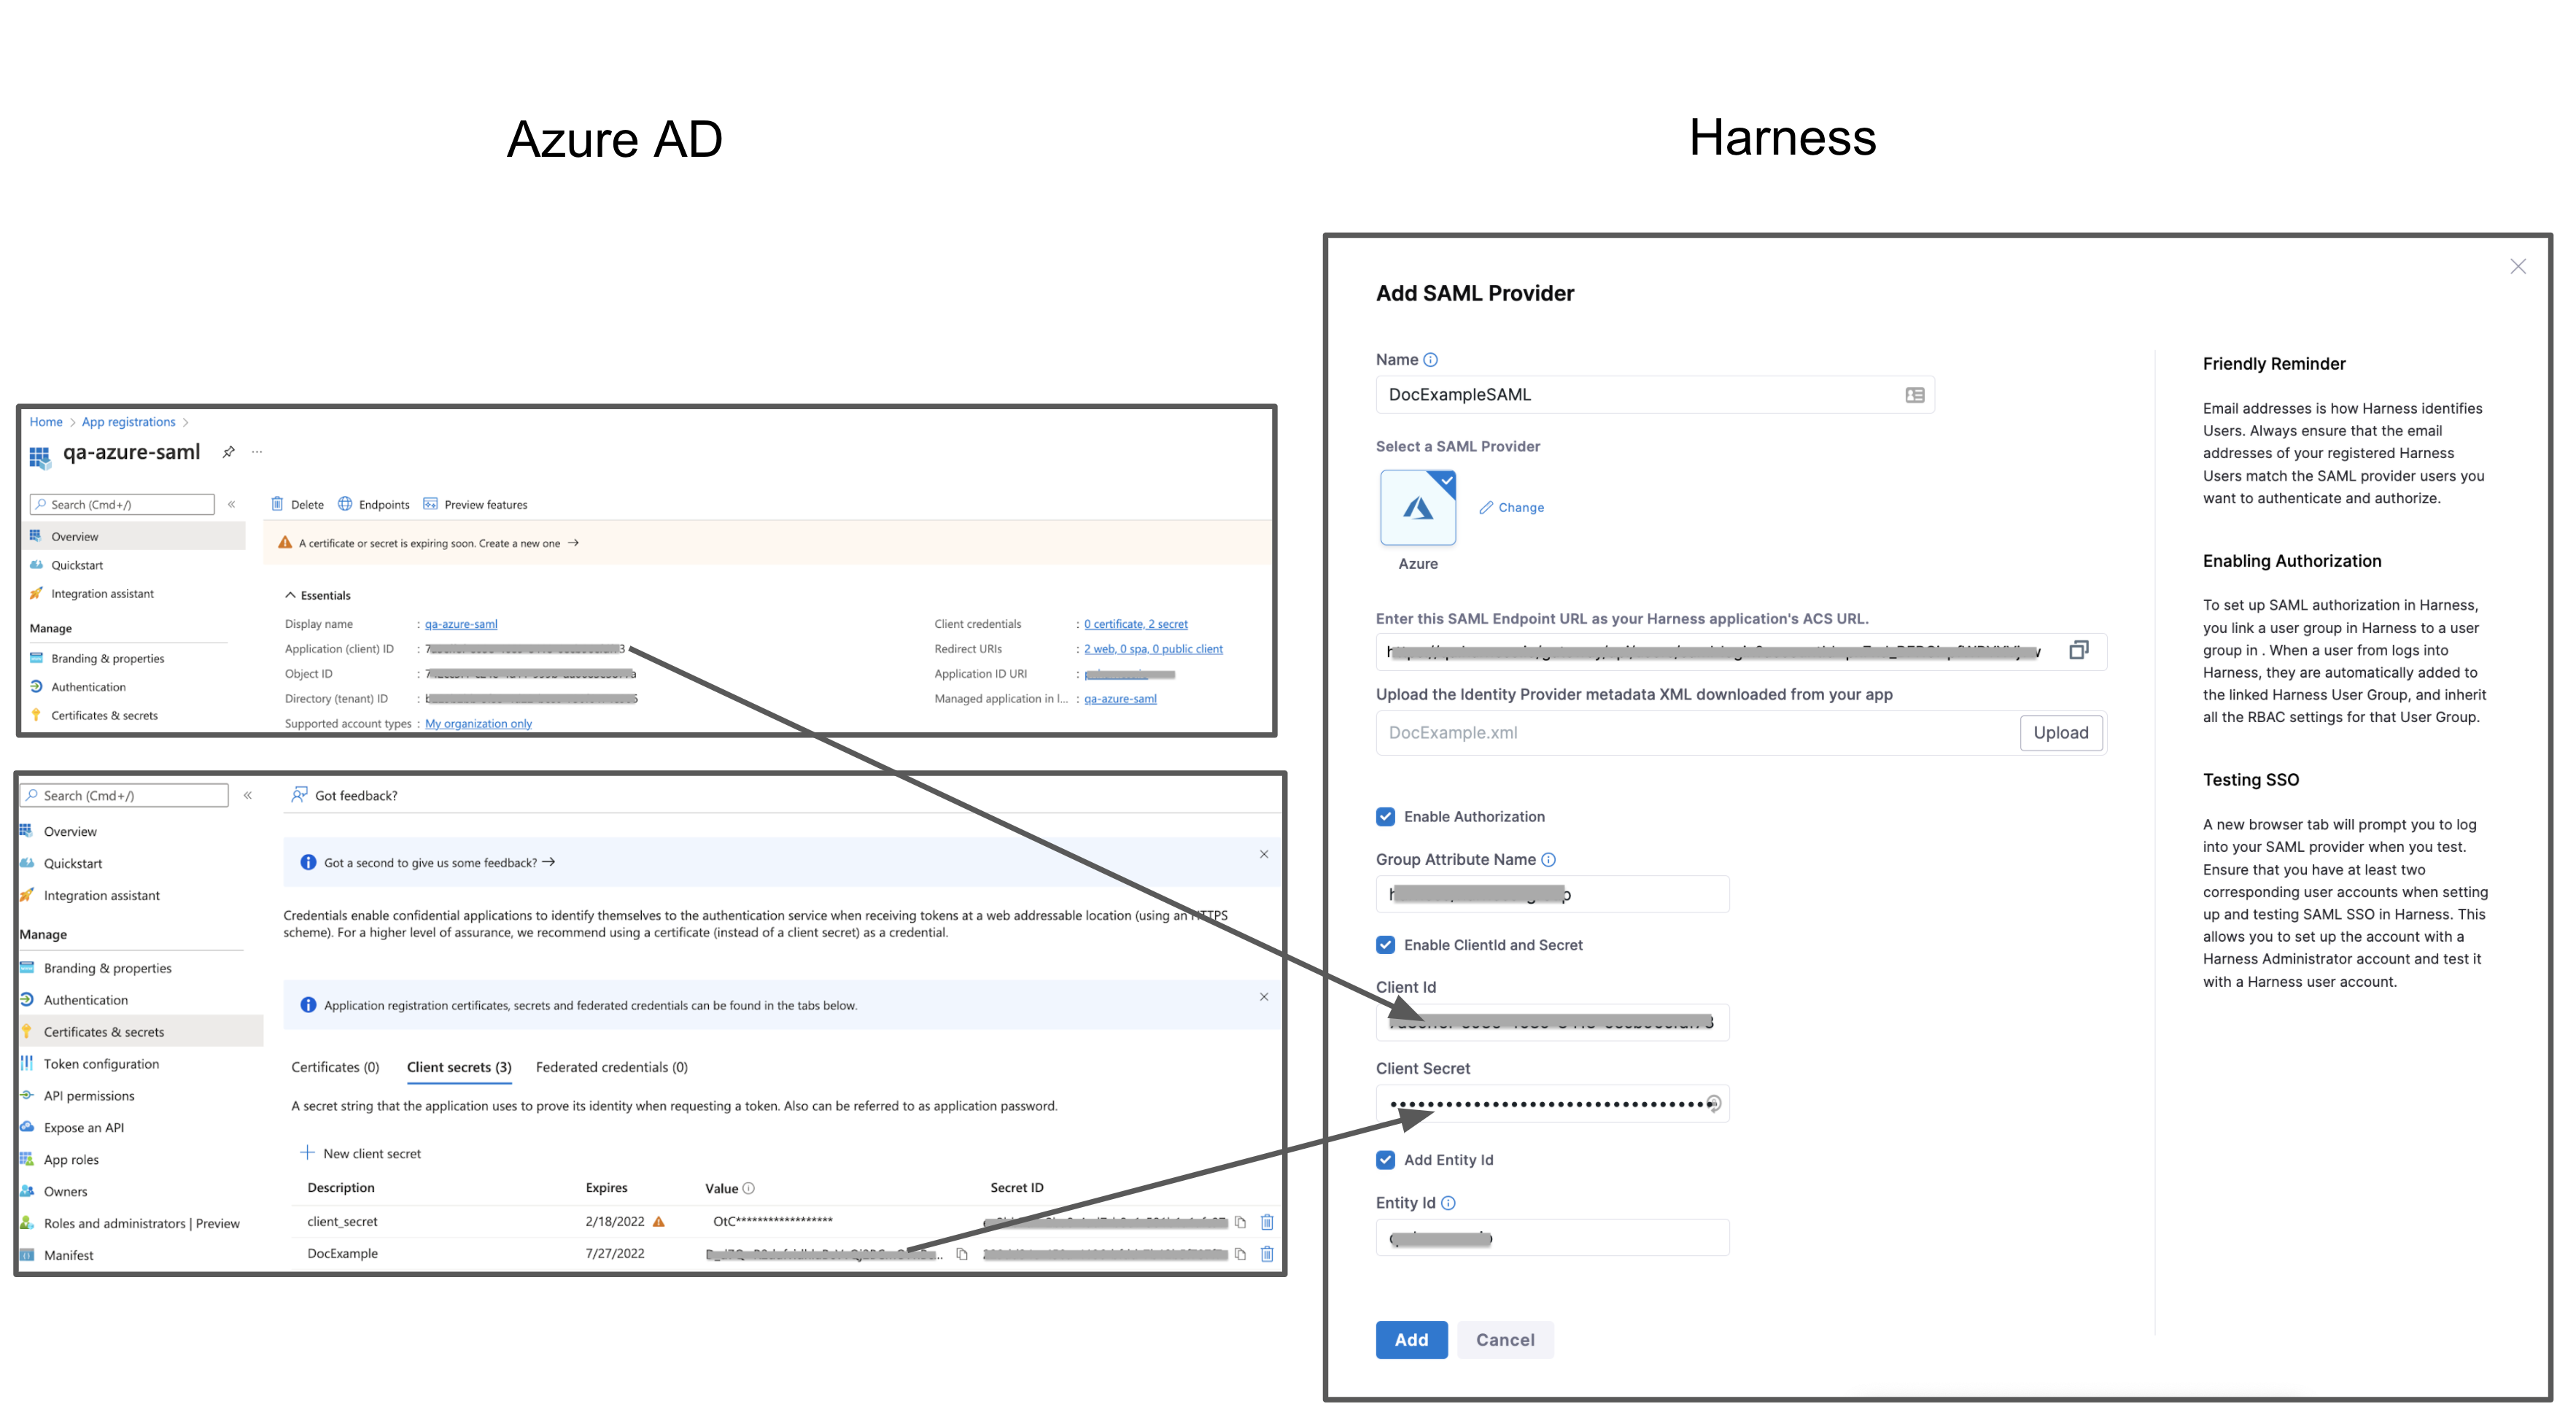 Azure AD
Harness
Home > App registrations >
qa-azure-saml
Search (Cmd+/)
Overview
Quickstart
Integration assistant
Manage
Branding & properties
Authentication
Certificates & secrets
Delete
Endpoints
Preview features
A certificate or secret is expiring soon. Create a new one →
Essentials
Display name : qa-azure-saml
Application (client) ID :
Object ID :
Directory (tenant) ID :
Supported account types : My organization only
Client credentials : 0 certificate, 2 secret
Redirect URIs : 2 web, 0 spa, 0 public client
Application ID URI :
Managed application in l... : qa-azure-saml
Search (Cmd+/)
Overview
Quickstart
Integration assistant
Manage
Branding & properties
Authentication
Certificates & secrets
Token configuration
API permissions
Expose an API
App roles
Owners
Roles and administrators | Preview
Manifest
Got feedback?
Got a second to give us some feedback? →
Credentials enable confidential applications to identify themselves to the authentication service when receiving tokens at a web addressable location (using an HTTPS
scheme). For a higher level of assurance, we recommend using a certificate (instead of a client secret) as a credential.
Application registration certificates, secrets and federated credentials can be found in the tabs below.
Certificates (0) Client secrets (3) Federated credentials (0)
A secret string that the application uses to prove its identity when requesting a token. Also can be referred to as application password.
New client secret
Description Expires Value Secret ID
client_secret 2/18/2022 OtC******************
DocExample 7/27/2022
Add SAML Provider
Name
DocExampleSAML
Select a SAML Provider
Change
Azure
Enter this SAML Endpoint URL as your Harness application's ACS URL.
Upload the Identity Provider metadata XML downloaded from your app
DocExample.xml
Upload
Enable Authorization
Group Attribute Name
Enable ClientId and Secret
Client Id
Client Secret
Add Entity Id
Entity Id
Add
Cancel
Friendly Reminder
Email addresses is how Harness identifies
Users. Always ensure that the email
addresses of your registered Harness
Users match the SAML provider users you
want to authenticate and authorize.
Enabling Authorization
To set up SAML authorization in Harness,
you link a user group in Harness to a user
group in . When a user from logs into
Harness, they are automatically added to
the linked Harness User Group, and inherit
all the RBAC settings for that User Group.
Testing SSO
A new browser tab will prompt you to log
into your SAML provider when you test.
Ensure that you have at least two
corresponding user accounts when setting
up and testing SAML SSO in Harness. This
allows you to set up the account with a
Harness Administrator account and test it
with a Harness user account.